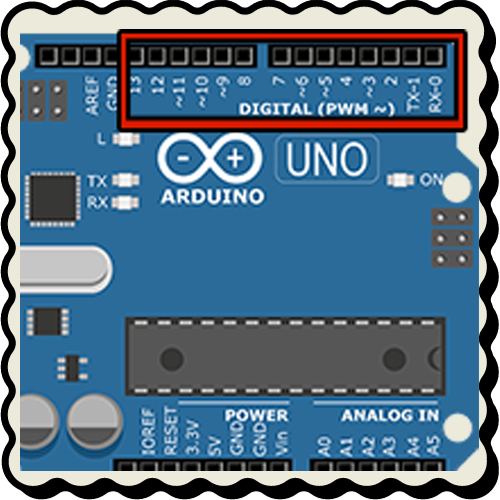 AREF
GND
13
12
~11
~10
~9
8
7
~6
~5
4
~3
2
TX-1
RX-0
DIGITAL (PWM ~)
L
TX
RX
ARDUINO
UNO
ON
POWER
ANALOG IN
IOREF
RESET
3.3V
5V
GND
GND
Vin
A0
A1
A2
A3
A4
A5